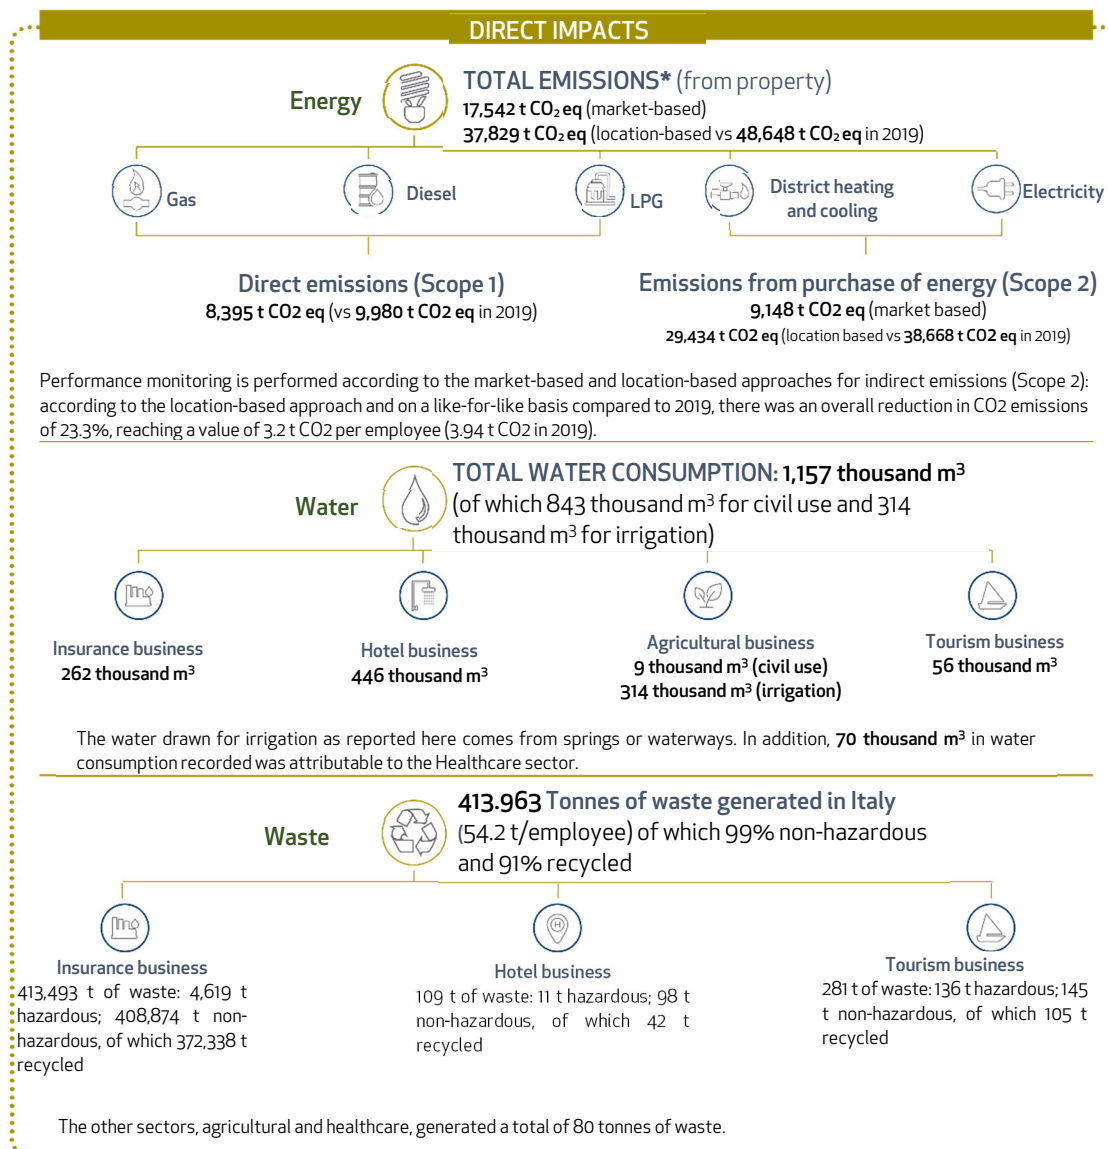 DIRECT IMPACTS
Energy
TOTAL EMISSIONS* (from property)
17,542 t CO₂ eq (market-based)
37,829 t CO₂ eq (location-based vs 48,648 t CO₂ eq in 2019)
Gas
Diesel
LPG
District heating
and cooling
Electricity
Direct emissions (Scope 1)
8,395 t CO2 eq (vs 9,980 t CO2 eq in 2019)
Emissions from purchase of energy (Scope 2)
9,148 t CO2 eq (market based)
29,434 t CO2 eq (location based vs 38,668 t CO2 eq in 2019)
Performance monitoring is performed according to the market-based and location-based approaches for indirect emissions (Scope 2):
according to the location-based approach and on a like-for-like basis compared to 2019, there was an overall reduction in CO2 emissions
of 23.3%, reaching a value of 3.2 t CO2 per employee (3.94 t CO2 in 2019).
Water
TOTAL WATER CONSUMPTION: 1,157 thousand m³
(of which 843 thousand m³ for civil use and 314
thousand m³ for irrigation)
Insurance business
262 thousand m³
Hotel business
446 thousand m³
Agricultural business
9 thousand m³ (civil use)
314 thousand m³ (irrigation)
Tourism business
56 thousand m³
The water drawn for irrigation as reported here comes from springs or waterways. In addition, 70 thousand m³ in water
consumption recorded was attributable to the Healthcare sector.
Waste
413.963 Tonnes of waste generated in Italy
(54.2 t/employee) of which 99% non-hazardous
and 91% recycled
Insurance business
413,493 t of waste: 4,619 t
hazardous; 408,874 t non-
hazardous, of which 372,338 t
recycled
H
Hotel business
109 t of waste: 11 t hazardous; 98 t
non-hazardous, of which 42 t
recycled
Tourism business
281 t of waste: 136 t hazardous; 145
t non-hazardous, of which 105 t
recycled
The other sectors, agricultural and healthcare, generated a total of 80 tonnes of waste.